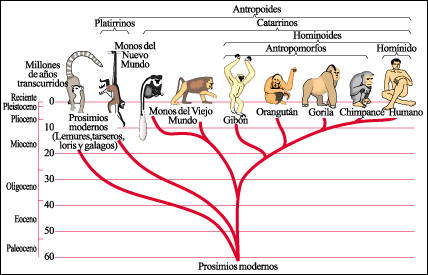 Antropoides
Platirrinos
Catarrinos
Hominoides
Monos del
Nuevo
Mundo
Antropomorfos
Homínido
Millones
de años
transcurridos
Reciente
Pleistoceno
Plioceno
Mioceno
Oligoceno
Eoceno
Paleoceno
0
10
20
30
40
50
60
Prosimios
modernos
(Lemures, tarseros,
loris y galagos)
Monos del Viejo
Mundo
Gibón
Orangután
Gorila
Chimpance
Humano
Prosimios modernos